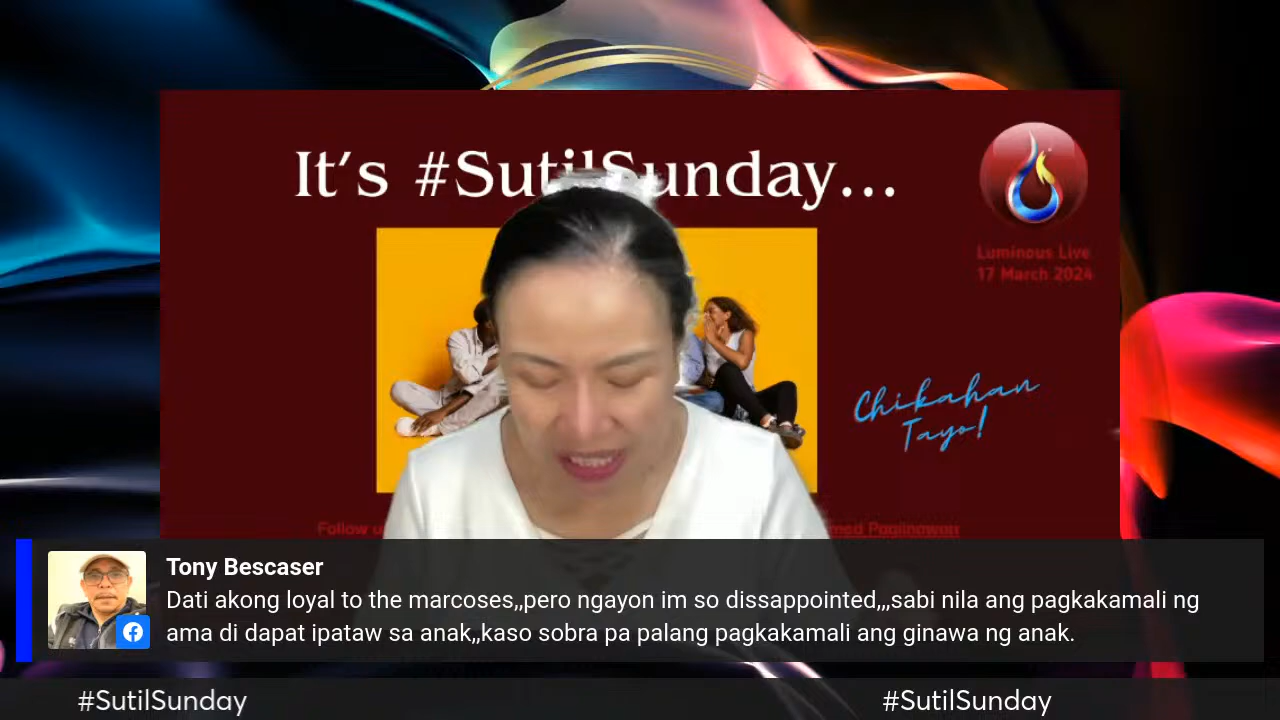 It's #SutilSunday...
Luminous Live
17 March 2024
Chikahan
Tayo!
Follow
Tony Bescaser
Dati akong loyal to the marcoses,,pero ngayon im so dissappointed,,,sabi nila ang pagkakamali ng
ama di dapat ipataw sa anak,,kaso sobra pa palang pagkakamali ang ginawa ng anak.
#SutilSunday #SutilSunday